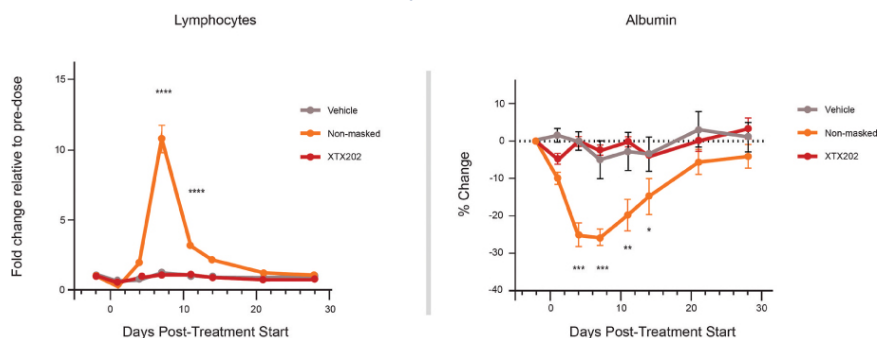 Lymphocytes
Fold change relative to pre-dose
15
10
5
0
0
10
20
30
Days Post-Treatment Start
****
****
Vehicle
Non-masked
XTX202
Albumin
% Change
10
0
-10
-20
-30
-40
0
10
20
30
Days Post-Treatment Start
***
***
**
*
Vehicle
Non-masked
XTX202